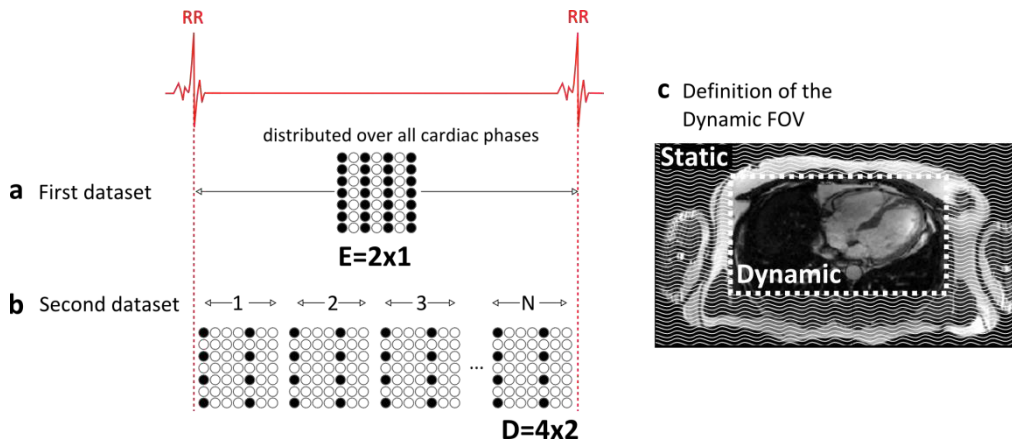 RR
RR
distributed over all cardiac phases
a First dataset
E=2x1
b Second dataset
1
2
3
N
...
D=4x2
c Definition of the
Dynamic FOV
Static
Dynamic